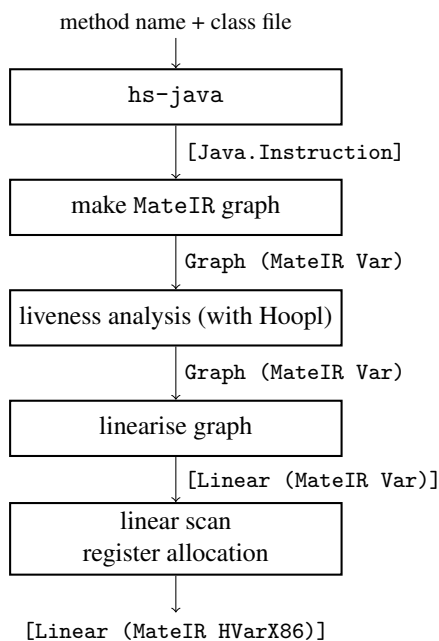 method name + class file
hs-java
[Java.Instruction]
make MateIR graph
Graph (MateIR Var)
liveness analysis (with Hoopl)
Graph (MateIR Var)
linearise graph
[Linear (MateIR Var)]
linear scan
register allocation
[Linear (MateIR HVarX86)]